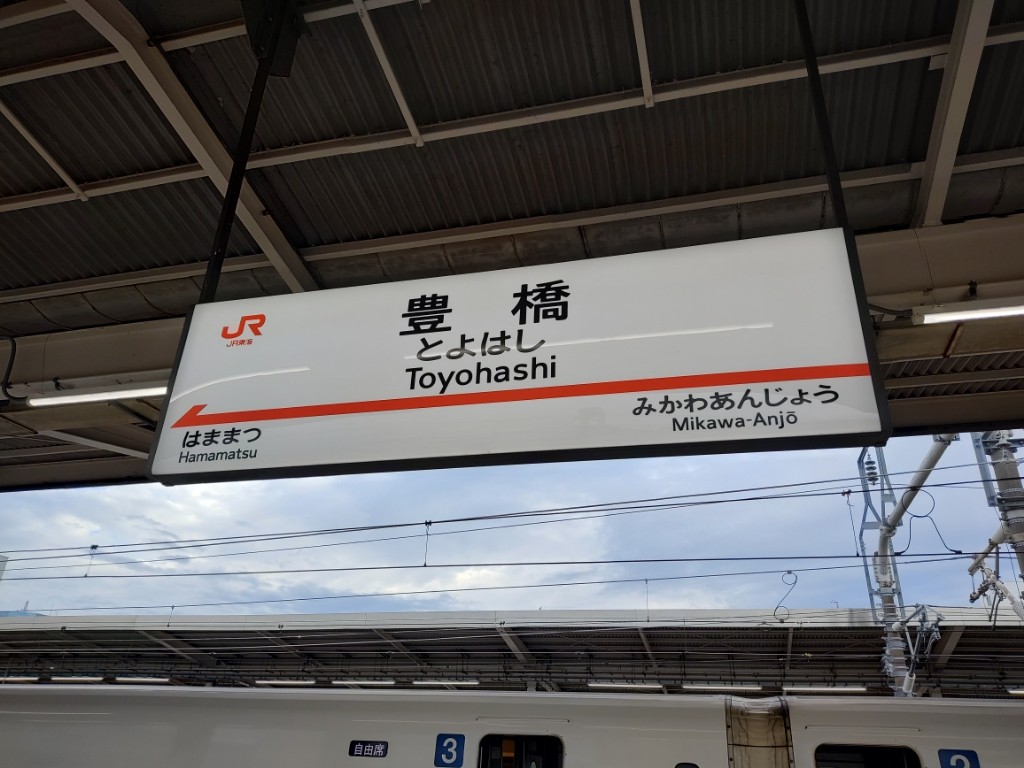 JR
JR東海
豊橋
とよはし
Toyohashi
はままつ
Hamamatsu
みかわあんじょう
Mikawa-Anjō
自由席
3
2